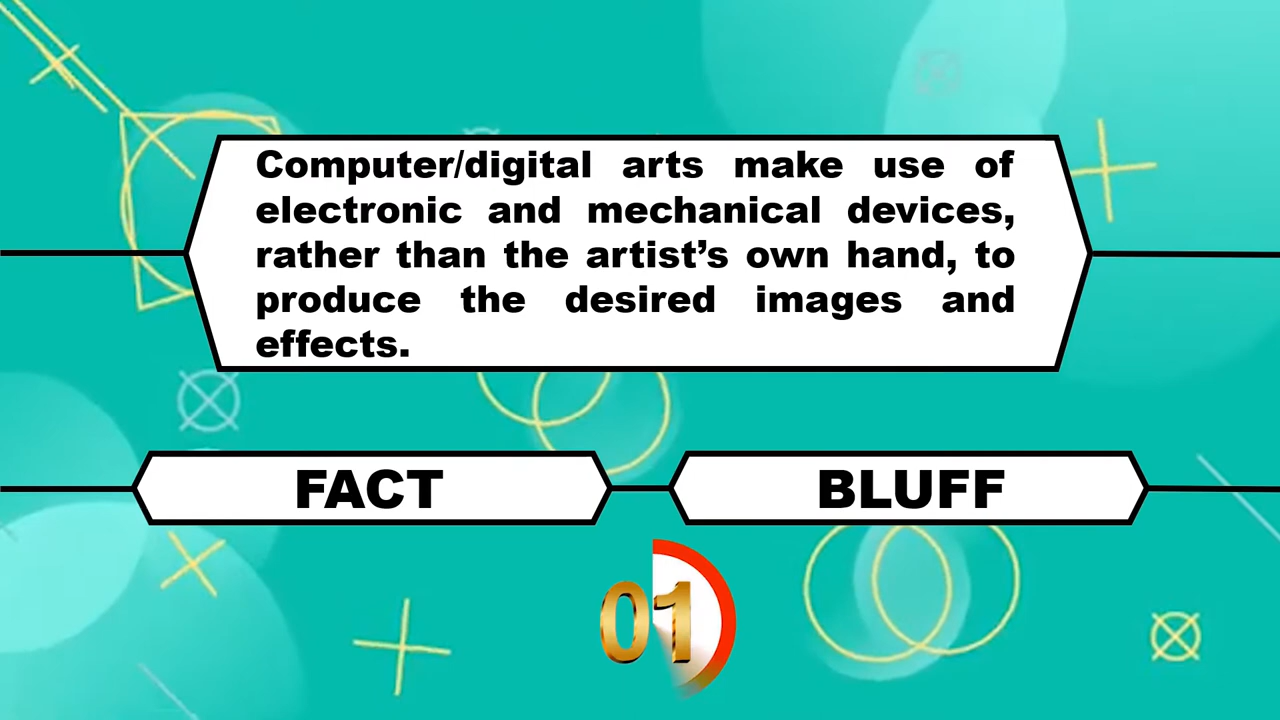 Computer/digital arts make use of
electronic and mechanical devices,
rather than the artist’s own hand, to
produce the desired images and
effects.
FACT
BLUFF
01